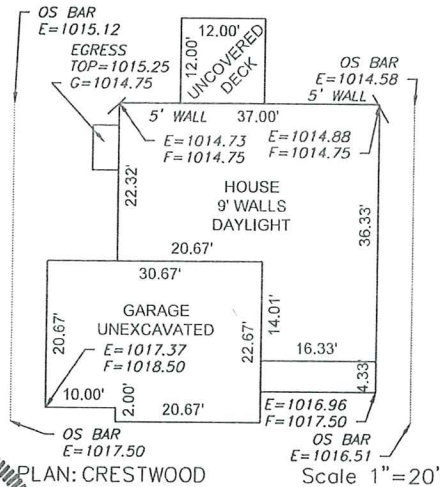 OS BAR
E=1015.12
12.00'
12.00'
UNCOVERED
DECK
EGRESS
TOP=1015.25
G=1014.75
OS BAR
E=1014.58
5' WALL
5' WALL
37.00'
E=1014.73
F=1014.75
E=1014.88
F=1014.75
22.32'
HOUSE
9' WALLS
DAYLIGHT
36.33'
20.67'
30.67'
GARAGE
UNEXCAVATED
20.67'
22.67'
14.01'
E=1017.37
F=1018.50
16.33'
4.33'
10.00'
2.00'
20.67'
E=1016.96
F=1017.50
OS BAR
E=1017.50
OS BAR
E=1016.51
PLAN: CRESTWOOD
Scale 1"=20'